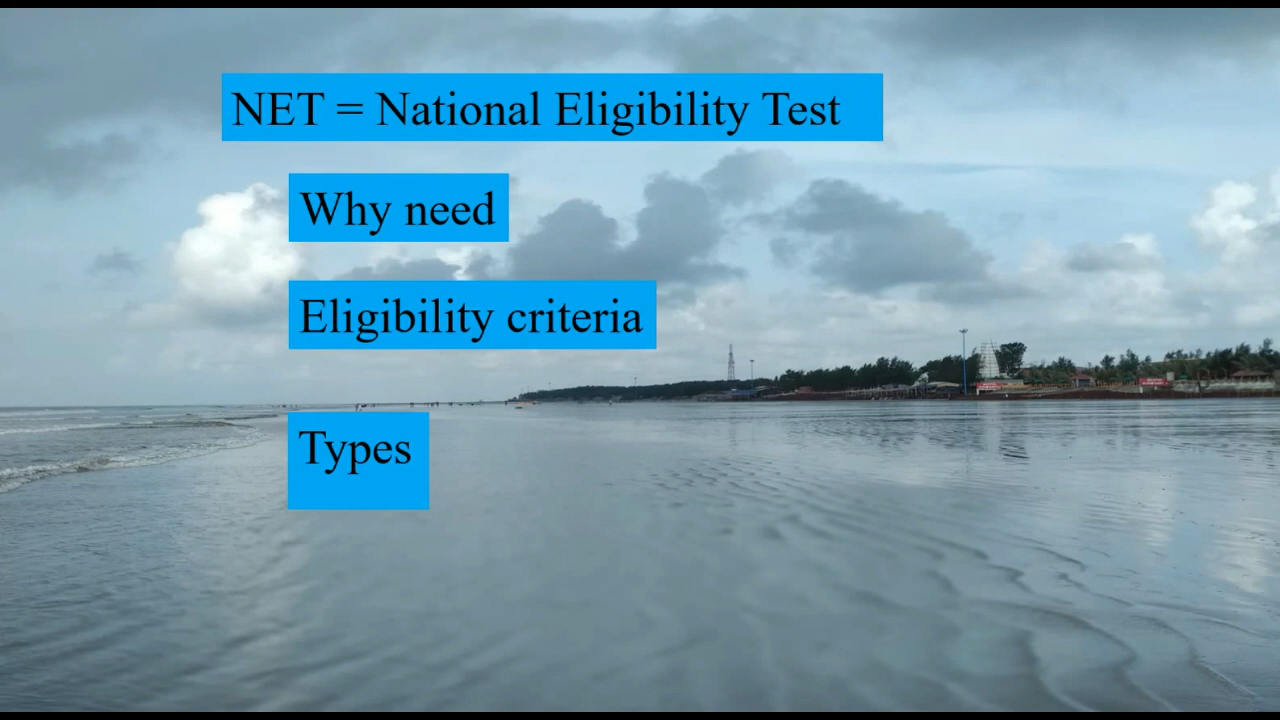 NET = National Eligibility Test
Why need
Eligibility criteria
Types